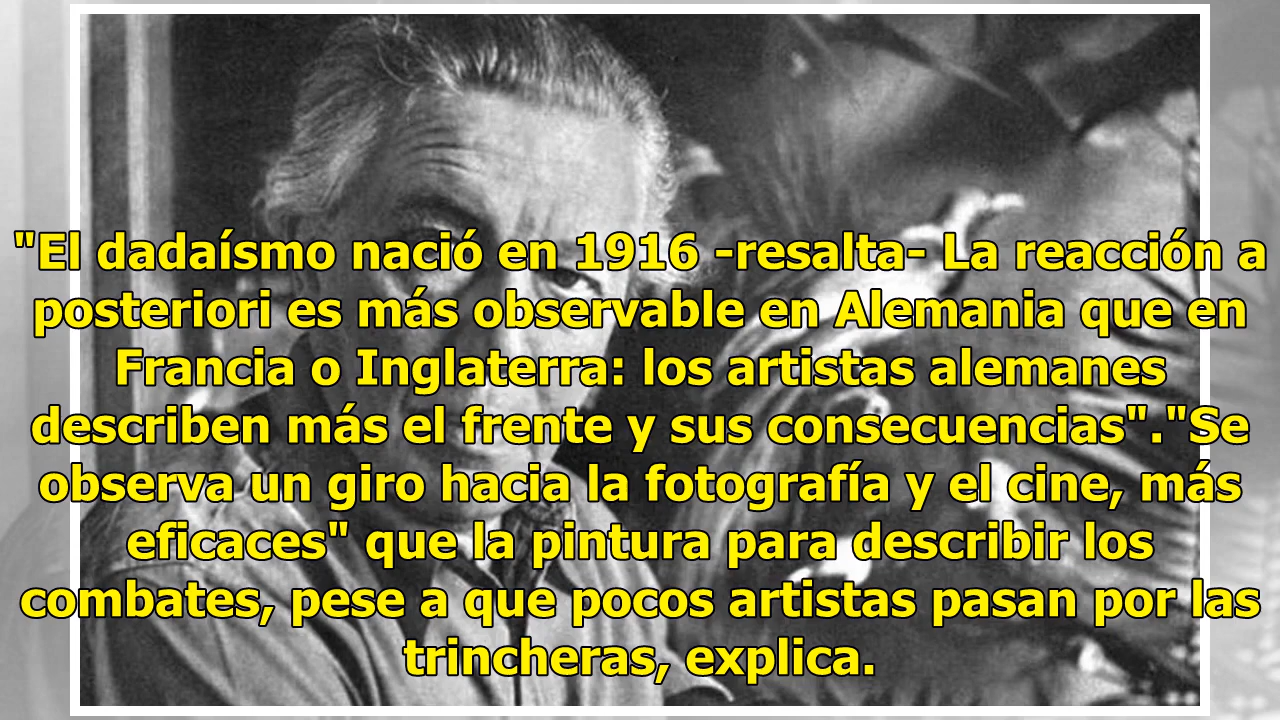 "El dadaísmo nació en 1916 -resalta- La reacción a
posteriori es más observable en Alemania que en
Francia o Inglaterra: los artistas alemanes
describen más el frente y sus consecuencias"."Se
observa un giro hacia la fotografía y el cine, más
eficaces" que la pintura para describir los
combates, pese a que pocos artistas pasan por las
trincheras, explica.